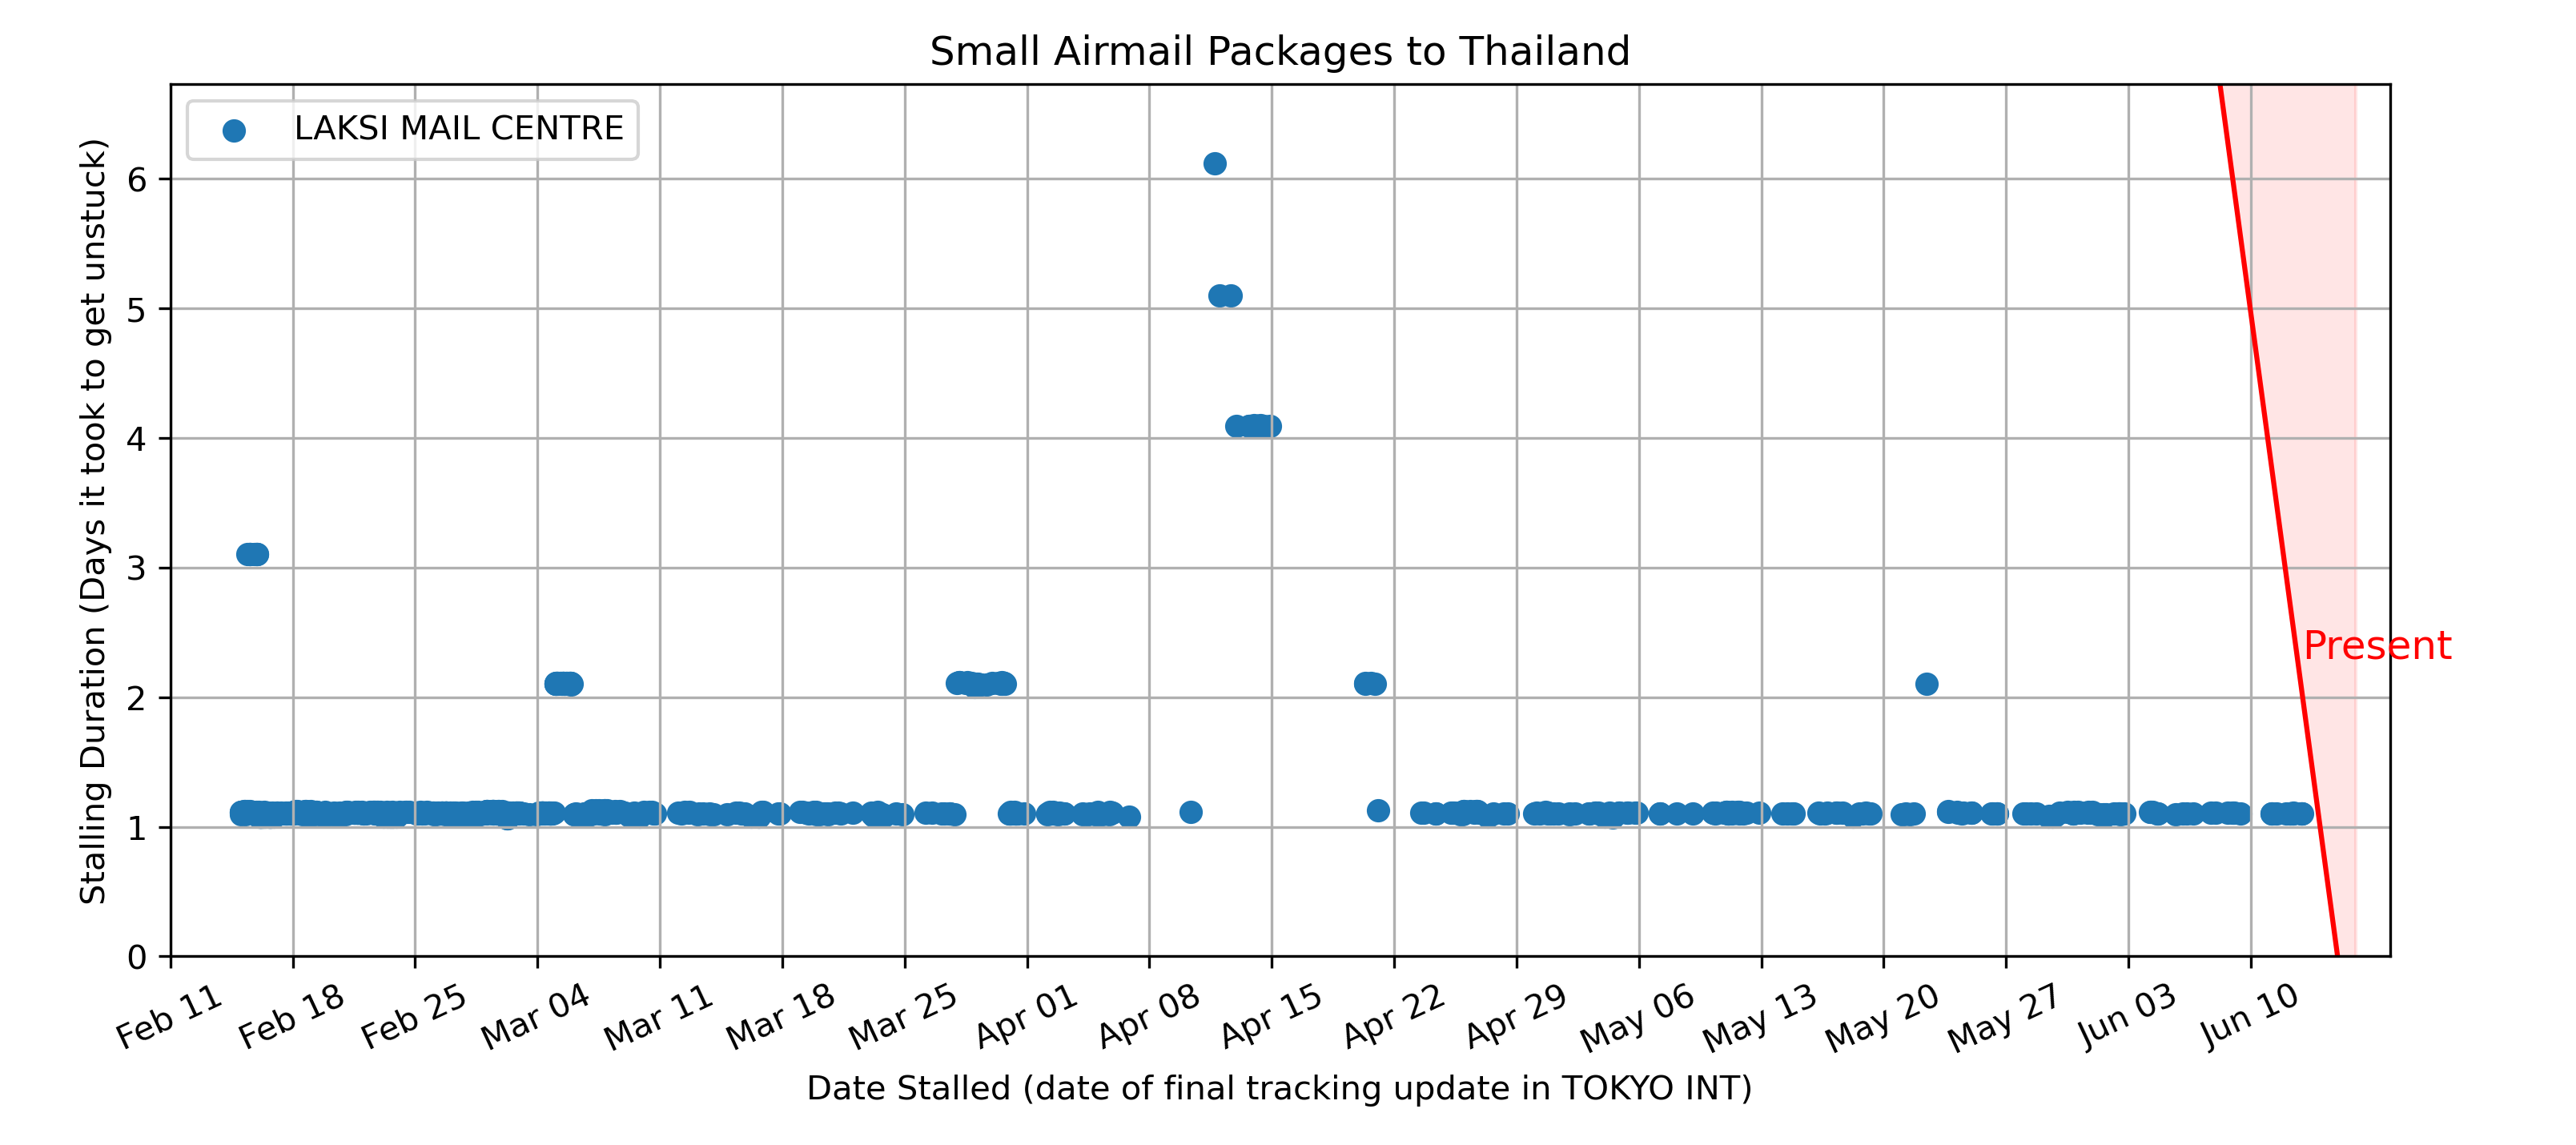 Small Airmail Packages to Thailand
LAKSI MAIL CENTRE
Stalling Duration (Days it took to get unstuck)
6
5
4
3
2
1
0
Present
Feb 11
Feb 18
Feb 25
Mar 04
Mar 11
Mar 18
Mar 25
Apr 01
Apr 08
Apr 15
Apr 22
Apr 29
May 06
May 13
May 20
May 27
Jun 03
Jun 10
Date Stalled (date of final tracking update in TOKYO INT)